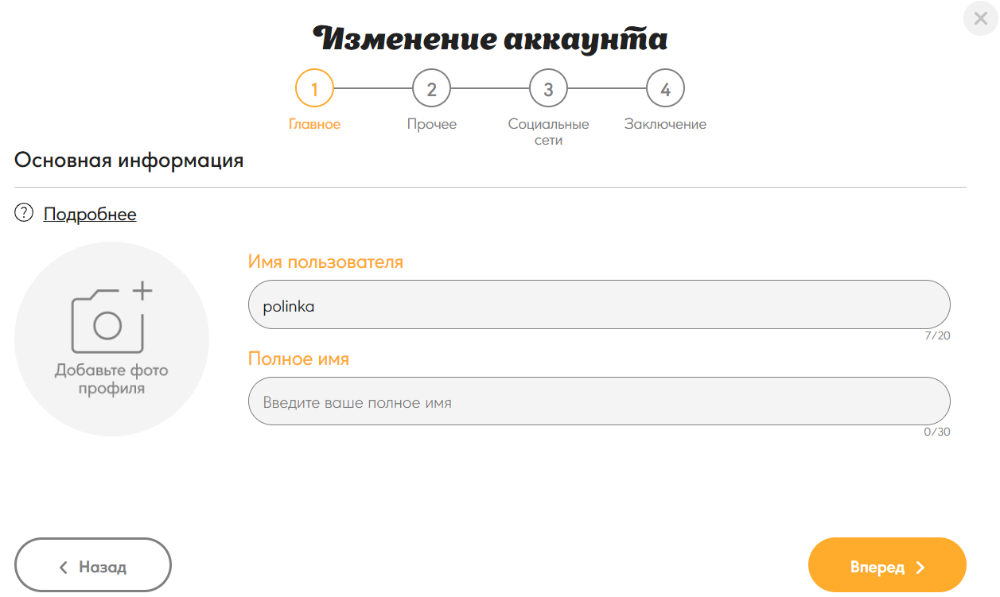 Изменение аккаунта
1
2
3
4
Главное
Прочее
Социальные
сети
Заключение
Основная информация
? Подробнее
Добавьте фото
профиля
Имя пользователя
polinka
7/20
Полное имя
Введите ваше полное имя
0/30
Назад
Вперед